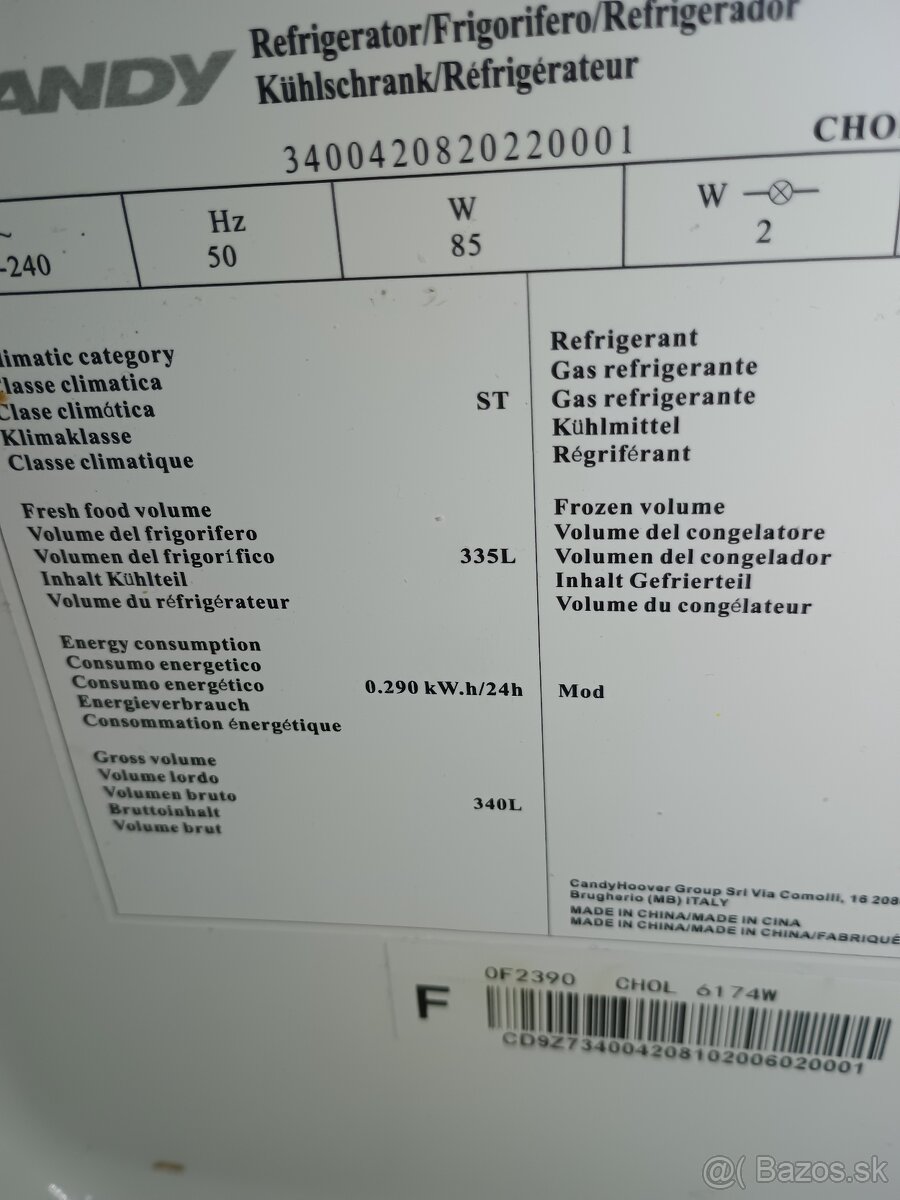 ANDY
Refrigerator/Frigorifero/Refrigerador
Kühlschrank/Réfrigérateur
3400420820220001
CHO
~ Hz W W
-240 50 85 2
limatic category
lasse climatica
Clase climática
Klimaklasse
Classe climatique
ST
Refrigerant
Gas refrigerante
Gas refrigerante
Kühlmittel
Régriférant
Fresh food volume
Volume del frigorifero
Volumen del frigorífico
Inhalt Kühlteil
Volume du réfrigérateur
335L
Frozen volume
Volume del congelatore
Volumen del congelador
Inhalt Gefrierteil
Volume du congélateur
Energy consumption
Consumo energetico
Consumo energético
Energieverbrauch
Consommation énergétique
0.290 kW.h/24h
Mod
Gross volume
Volume lordo
Volumen bruto
Bruttoinhalt
Volume brut
340L
CandyHoover Group Srl Via Comolli, 16 208
Brugherio (MB) ITALY
MADE IN CHINA/MADE IN CINA
MADE IN CHINA/MADE IN CHINA/FABRIQUÉ
F
0F2390 CHOL 6174W
CD9Z734004208102006020001
@( Bazos.sk